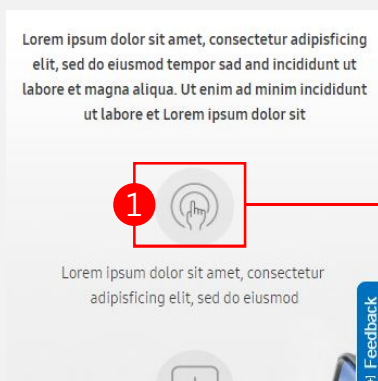 Lorem ipsum dolor sit amet, consectetur adipisficing
elit, sed do eiusmod tempor sad and incididunt ut
labore et magna aliqua. Ut enim ad minim incididunt
ut labore et Lorem ipsum dolor sit
1
Lorem ipsum dolor sit amet, consectetur
adipisficing elit, sed do eiusmod
Feedback